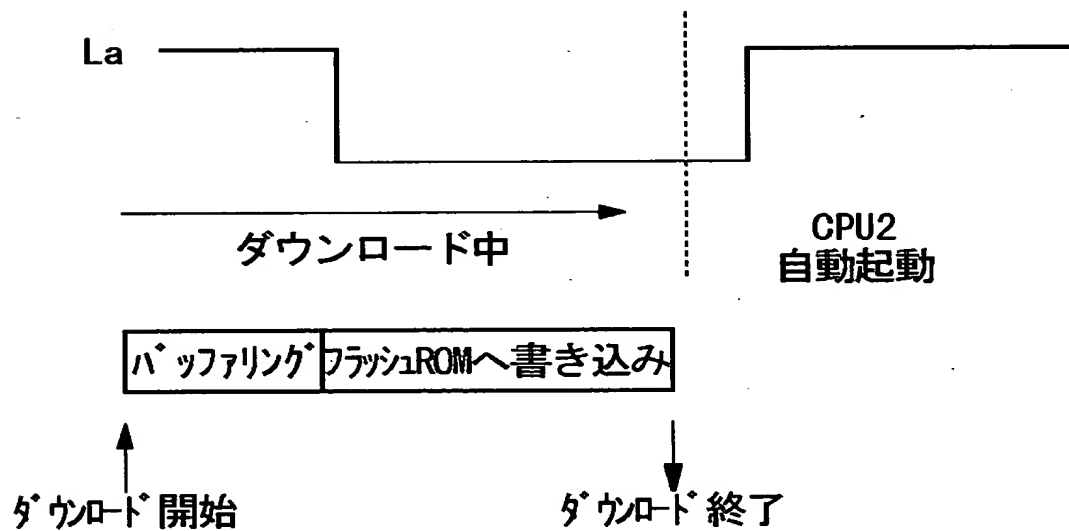 La
ダウンロード中
CPU2
自動起動
バッファリング
フラッシュROMへ書き込み
ダウンロード開始
ダウンロード終了